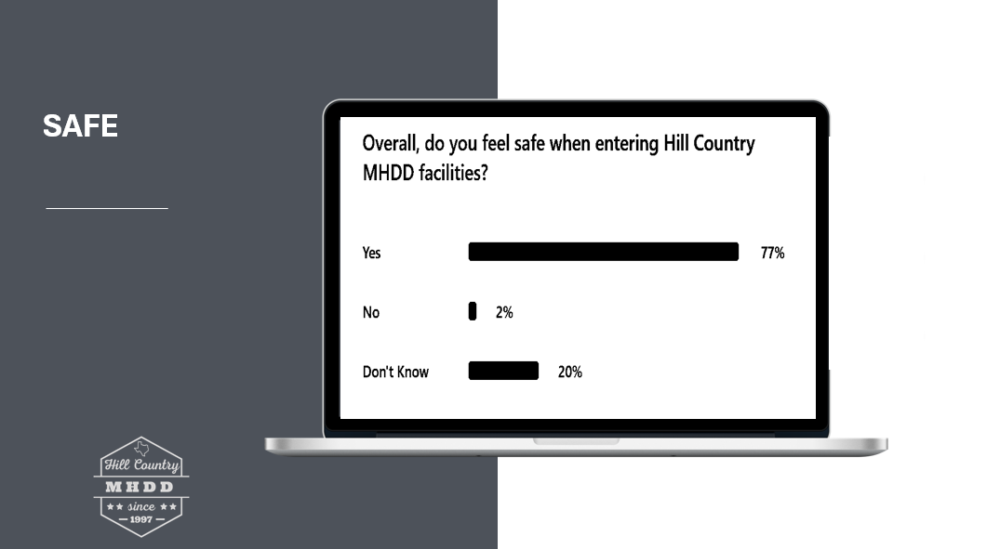 SAFE
Overall, do you feel safe when entering Hill Country
MHDD facilities?
Yes 77%
No 2%
Don't Know 20%
Hill Country
MHDD
since
1997